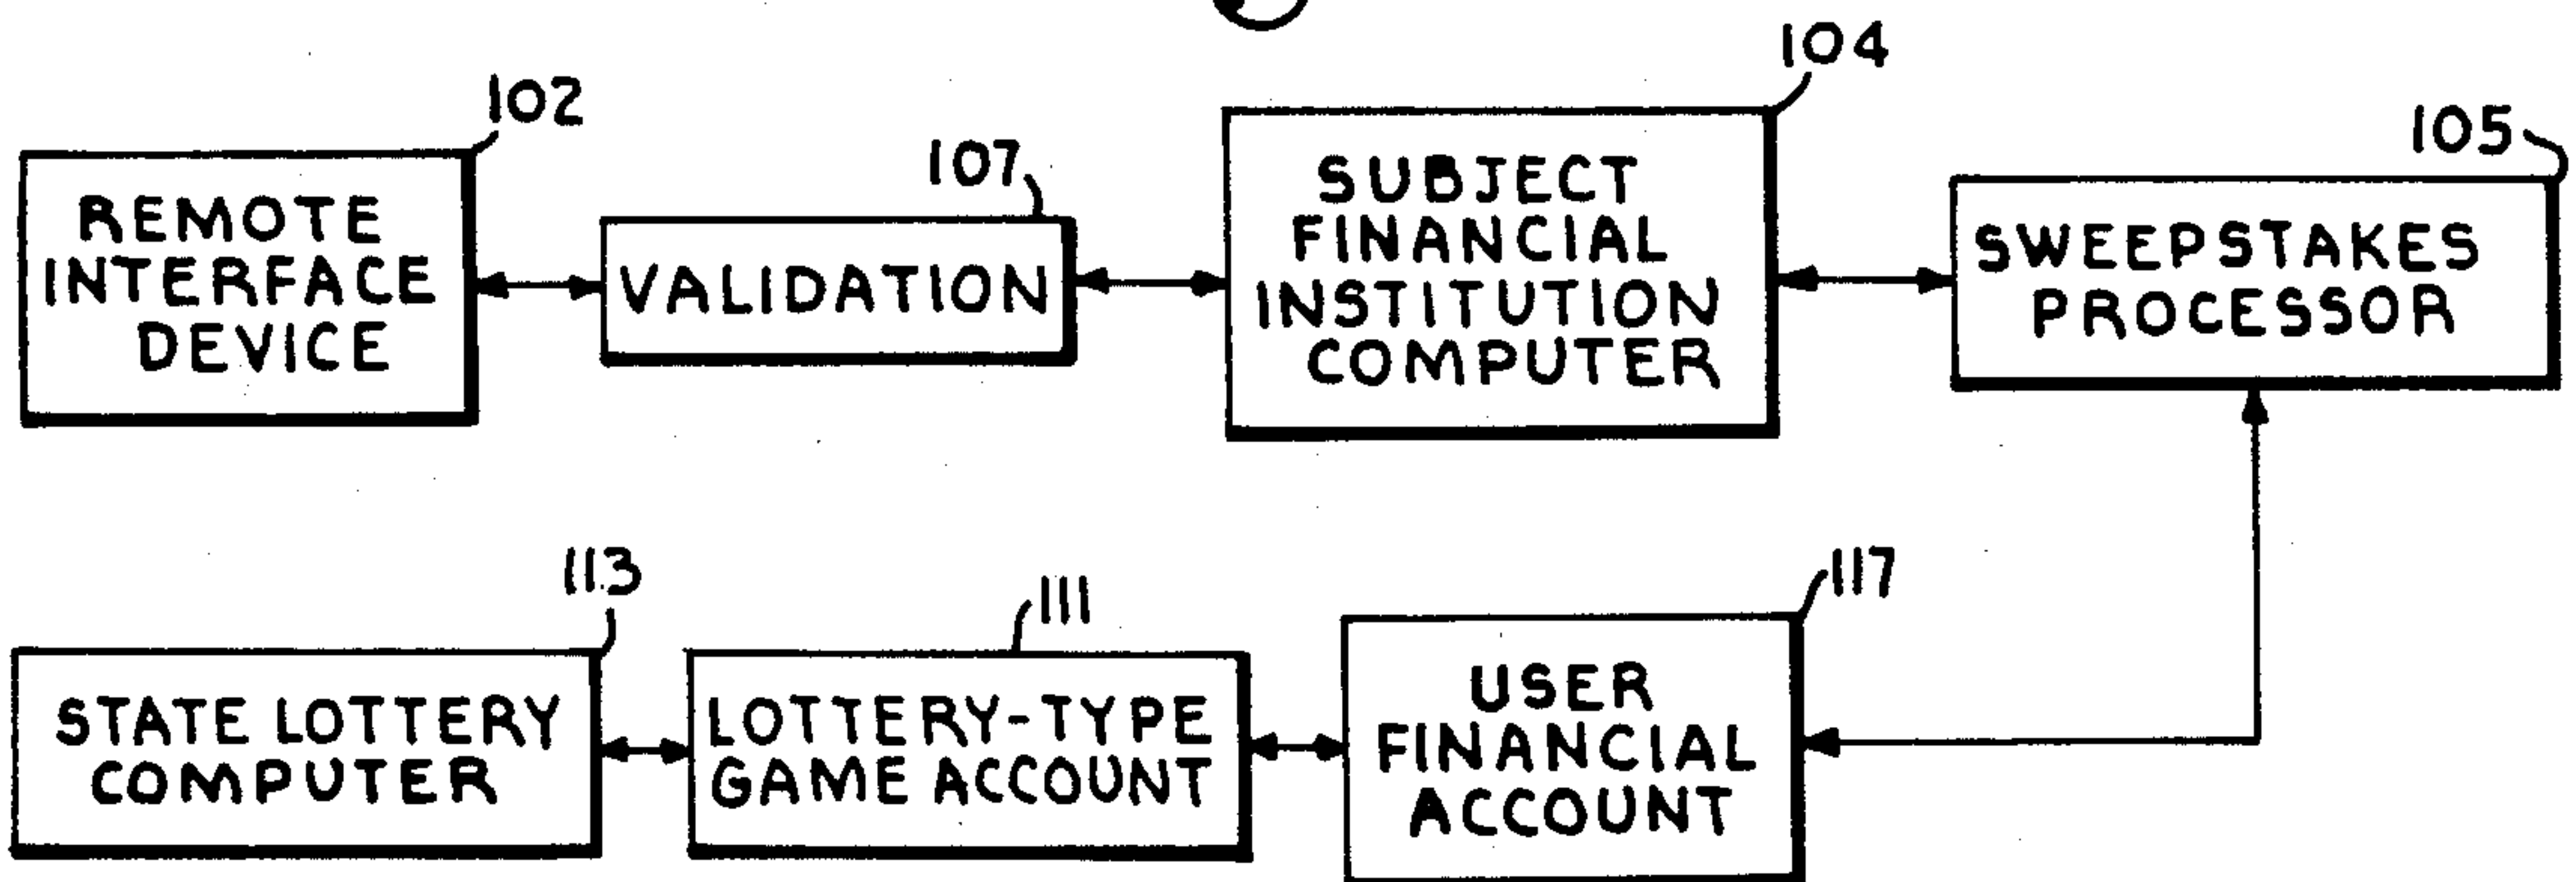 104
102
105
107
REMOTE
INTERFACE
DEVICE
VALIDATION
SUBJECT
FINANCIAL
INSTITUTION
COMPUTER
SWEEPSTAKES
PROCESSOR
113
111
117
STATE LOTTERY
COMPUTER
LOTTERY-TYPE
GAME ACCOUNT
USER
FINANCIAL
ACCOUNT